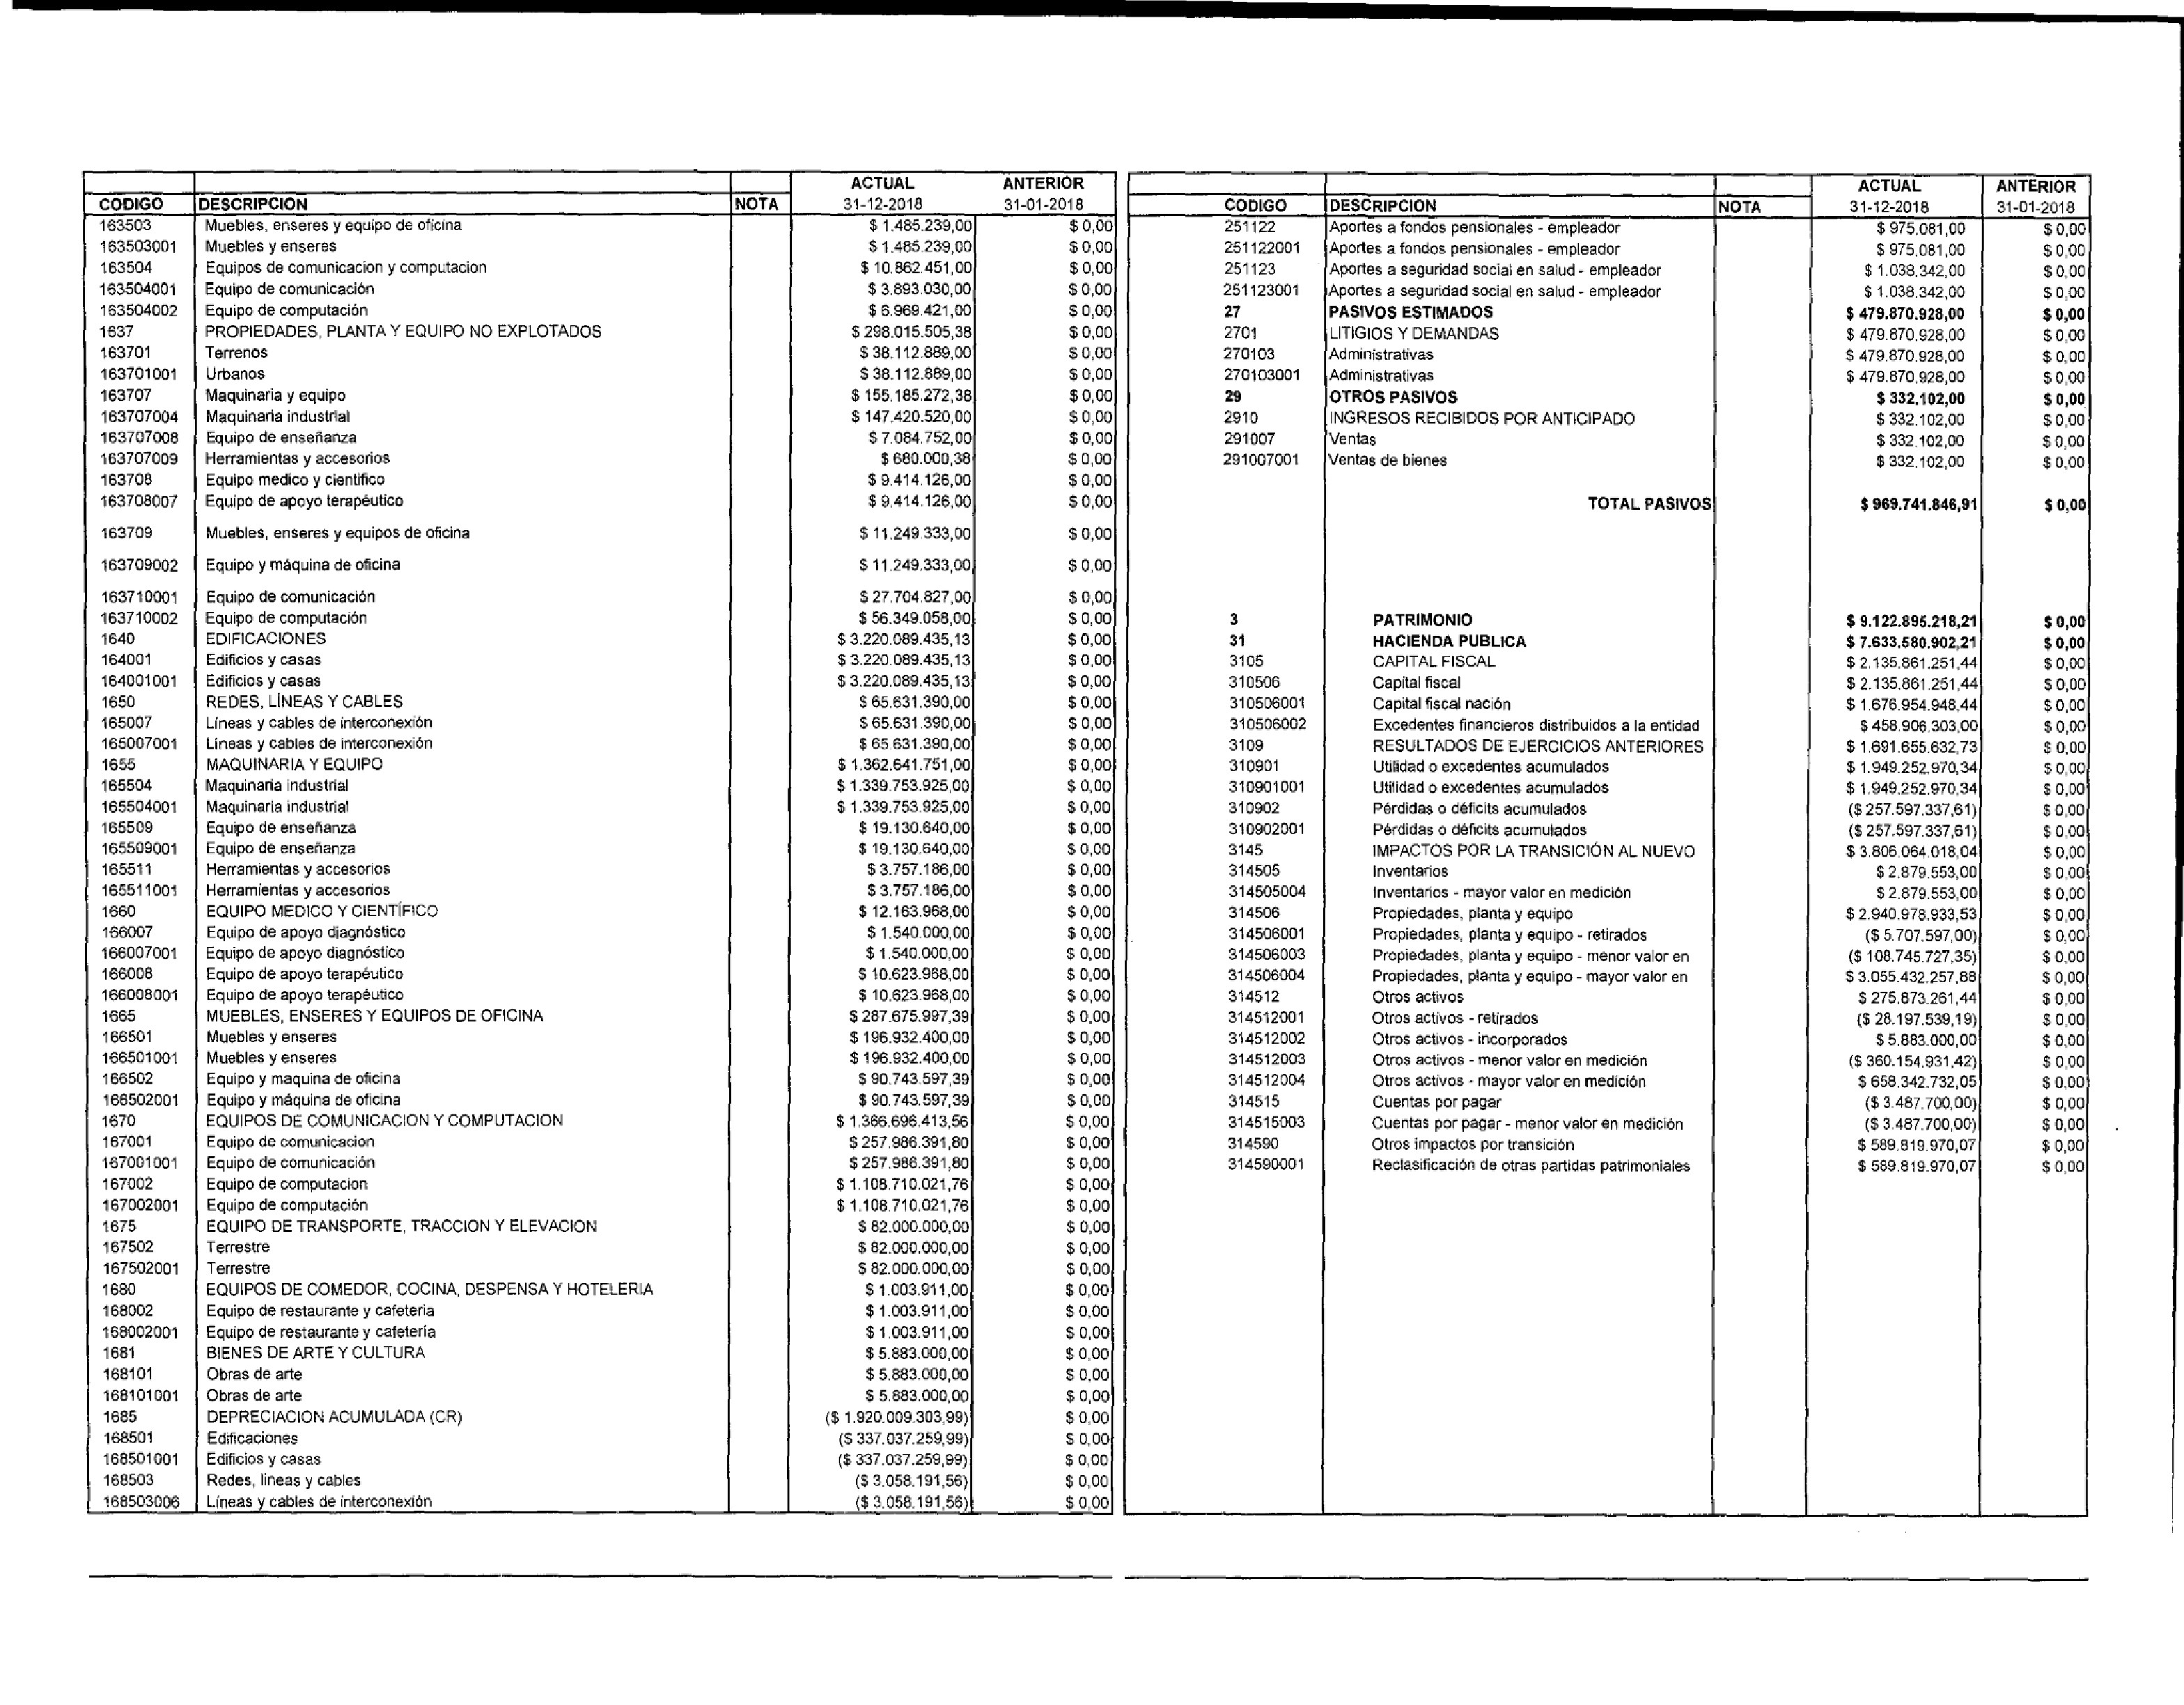 ACTUAL ANTERIOR
CODIGO DESCRIPCION NOTA 31-12-2018 31-01-2018
163503 Muebles, enseres y equipo de oficina $ 1.485.239,00 $ 0,00
163503001 Muebles y enseres $ 1.485.239,00 $ 0,00
163504 Equipos de comunicacion y computacion $ 10.862.451,00 $ 0,00
163504001 Equipo de comunicación $ 3.893.030,00 $ 0,00
163504002 Equipo de computación $ 6.969.421,00 $ 0,00
1637 PROPIEDADES, PLANTA Y EQUIPO NO EXPLOTADOS $ 298.015.505,38 $ 0,00
163701 Terrenos $ 38.112.889,00 $ 0,00
163701001 Urbanos $ 38.112.889,00 $ 0,00
163707 Maquinaria y equipo $ 155.185.272,38 $ 0,00
163707004 Maquinaria industrial $ 147.420.520,00 $ 0,00
163707008 Equipo de enseñanza $ 7.084.752,00 $ 0,00
163707009 Herramientas y accesorios $ 680.000,38 $ 0,00
163708 Equipo medico y cientifico $ 9.414.126,00 $ 0,00
163708007 Equipo de apoyo terapéutico $ 9.414.126,00 $ 0,00
163709 Muebles, enseres y equipos de oficina $ 11.249.333,00 $ 0,00
163709002 Equipo y máquina de oficina $ 11.249.333,00 $ 0,00
163710001 Equipo de comunicación $ 27.704.827,00 $ 0,00
163710002 Equipo de computación $ 56.349.058,00 $ 0,00
1640 EDIFICACIONES $ 3.220.089.435,13 $ 0,00
164001 Edificios y casas $ 3.220.089.435,13 $ 0,00
164001001 Edificios y casas $ 3.220.089.435,13 $ 0,00
1650 REDES, LÍNEAS Y CABLES $ 65.631.390,00 $ 0,00
165007 Líneas y cables de interconexión $ 65.631.390,00 $ 0,00
165007001 Lineas y cables de interconexión $ 65.631.390,00 $ 0,00
1655 MAQUINARIA Y EQUIPO $ 1.362.641.751,00 $ 0,00
165504 Maquinaria industrial $ 1.339.753.925,00 $ 0,00
165504001 Maquinaria industrial $ 1.339.753.925,00 $ 0,00
165509 Equipo de enseñanza $ 19.130.640,00 $ 0,00
165509001 Equipo de enseñanza $ 19.130.640,00 $ 0,00
165511 Herramientas y accesorios $ 3.757.186,00 $ 0,00
165511001 Herramientas y accesorios $ 3.757.186,00 $ 0,00
1660 EQUIPO MEDICO Y CIENTÍFICO $ 12.163.968,00 $ 0,00
166007 Equipo de apoyo diagnóstico $ 1.540.000,00 $ 0,00
166007001 Equipo de apoyo diagnóstico $ 1.540.000,00 $ 0,00
166008 Equipo de apoyo terapéutico $ 10.623.968,00 $ 0,00
166008001 Equipo de apoyo terapéutico $ 10.623.968,00 $ 0,00
1665 MUEBLES, ENSERES Y EQUIPOS DE OFICINA $ 287.675.997,39 $ 0,00
166501 Muebles y enseres $ 196.932.400,00 $ 0,00
166501001 Muebles y enseres $ 196.932.400,00 $ 0,00
166502 Equipo y maquina de oficina $ 90.743.597,39 $ 0,00
166502001 Equipo y máquina de oficina $ 90.743.597,39 $ 0,00
1670 EQUIPOS DE COMUNICACION Y COMPUTACION $ 1.366.696.413,56 $ 0,00
167001 Equipo de comunicacion $ 257.986.391,80 $ 0,00
167001001 Equipo de comunicación $ 257.986.391,80 $ 0,00
167002 Equipo de computacion $ 1.108.710.021,76 $ 0,00
167002001 Equipo de computación $ 1.108.710.021,76 $ 0,00
1675 EQUIPO DE TRANSPORTE, TRACCION Y ELEVACION $ 82.000.000,00 $ 0,00
167502 Terrestre $ 82.000.000,00 $ 0,00
167502001 Terrestre $ 82.000.000,00 $ 0,00
1680 EQUIPOS DE COMEDOR, COCINA, DESPENSA Y HOTELERIA $ 1.003.911,00 $ 0,00
168002 Equipo de restaurante y cafeteria $ 1.003.911,00 $ 0,00
168002001 Equipo de restaurante y cafetería $ 1.003.911,00 $ 0,00
1681 BIENES DE ARTE Y CULTURA $ 5.883.000,00 $ 0,00
168101 Obras de arte $ 5.883.000,00 $ 0,00
168101001 Obras de arte $ 5.883.000,00 $ 0,00
1685 DEPRECIACION ACUMULADA (CR) ($ 1.920.009.303,99) $ 0,00
168501 Edificaciones ($ 337.037.259,99) $ 0,00
168501001 Edificios y casas ($ 337.037.259,99) $ 0,00
168503 Redes, lineas y cables ($ 3.058.191,56) $ 0,00
168503006 Líneas y cables de interconexión ($ 3.058.191,56) $ 0,00
ACTUAL ANTERIOR
CODIGO DESCRIPCION NOTA 31-12-2018 31-01-2018
251122 Aportes a fondos pensionales - empleador $ 975.081,00 $ 0,00
251122001 Aportes a fondos pensionales - empleador $ 975.081,00 $ 0,00
251123 Aportes a seguridad social en salud - empleador $ 1.038.342,00 $ 0,00
251123001 Aportes a seguridad social en salud - empleador $ 1.038.342,00 $ 0,00
27 PASIVOS ESTIMADOS $ 479.870.928,00 $ 0,00
2701 LITIGIOS Y DEMANDAS $ 479.870.928,00 $ 0,00
270103 Administrativas $ 479.870.928,00 $ 0,00
270103001 Administrativas $ 479.870.928,00 $ 0,00
29 OTROS PASIVOS $ 332.102,00 $ 0,00
2910 INGRESOS RECIBIDOS POR ANTICIPADO $ 332.102,00 $ 0,00
291007 Ventas $ 332.102,00 $ 0,00
291007001 Ventas de bienes $ 332.102,00 $ 0,00
TOTAL PASIVOS $ 969.741.846,91 $ 0,00
3 PATRIMONIO $ 9.122.895.218,21 $ 0,00
31 HACIENDA PUBLICA $ 7.633.580.902,21 $ 0,00
3105 CAPITAL FISCAL $ 2.135.861.251,44 $ 0,00
310506 Capital fiscal $ 2.135.861.251,44 $ 0,00
310506001 Capital fiscal nación $ 1.676.954.948,44 $ 0,00
310506002 Excedentes financieros distribuidos a la entidad $ 458.906.303,00 $ 0,00
3109 RESULTADOS DE EJERCICIOS ANTERIORES $ 1.691.655.632,73 $ 0,00
310901 Utilidad o excedentes acumulados $ 1.949.252.970,34 $ 0,00
310901001 Utilidad o excedentes acumulados $ 1.949.252.970,34 $ 0,00
310902 Pérdidas o déficits acumulados ($ 257.597.337,61) $ 0,00
310902001 Pérdidas o déficits acumulados ($ 257.597.337,61) $ 0,00
3145 IMPACTOS POR LA TRANSICIÓN AL NUEVO $ 3.806.064.018,04 $ 0,00
314505 Inventarios $ 2.879.553,00 $ 0,00
314505004 Inventarios - mayor valor en medición $ 2.879.553,00 $ 0,00
314506 Propiedades, planta y equipo $ 2.940.978.933,53 $ 0,00
314506001 Propiedades, planta y equipo - retirados ($ 5.707.597,00) $ 0,00
314506003 Propiedades, planta y equipo - menor valor en ($ 108.745.727,35) $ 0,00
314506004 Propiedades, planta y equipo - mayor valor en $ 3.055.432.257,88 $ 0,00
314512 Otros activos $ 275.873.261,44 $ 0,00
314512001 Otros activos - retirados ($ 28.197.539,19) $ 0,00
314512002 Otros activos - incorporados $ 5.883.000,00 $ 0,00
314512003 Otros activos - menor valor en medición ($ 360.154.931,42) $ 0,00
314512004 Otros activos - mayor valor en medición $ 658.342.732,05 $ 0,00
314515 Cuentas por pagar ($ 3.487.700,00) $ 0,00
314515003 Cuentas por pagar - menor valor en medición ($ 3.487.700,00) $ 0,00
314590 Otros impactos por transición $ 589.819.970,07 $ 0,00
314590001 Reclasificación de otras partidas patrimoniales $ 589.819.970,07 $ 0,00